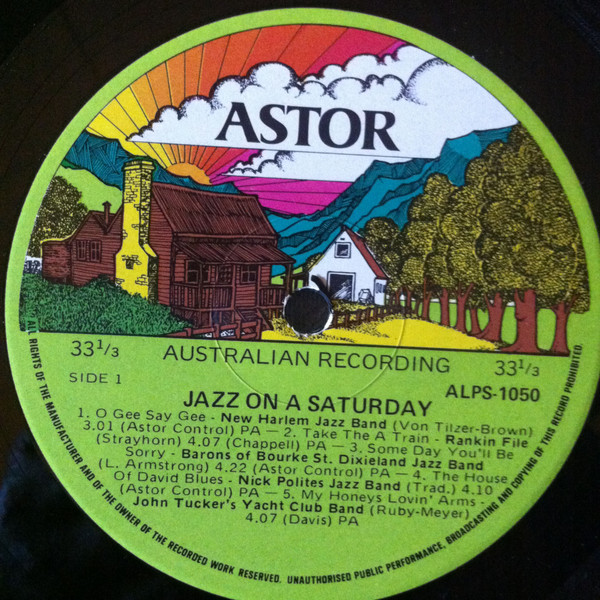 ASTOR
33 1/3 AUSTRALIAN RECORDING 33 1/3
SIDE 1 ALPS-1050
JAZZ ON A SATURDAY
1. O Gee Say Gee - New Harlem Jazz Band (Von Tilzer-Brown)
3.01 (Astor Control) PA — 2. Take The A Train - Rankin File
(Strayhorn) 4.07 (Chappell) PA — 3. Some Day You'll Be
Sorry - Barons of Bourke St. Dixieland Jazz Band
(L. Armstrong) 4.22 (Astor Control) PA — 4. The House
Of David Blues - Nick Polites Jazz Band (Trad.) 4.10
(Astor Control) PA — 5. My Honeys Lovin' Arms -
John Tucker's Yacht Club Band (Ruby-Meyer)
4.07 (Davis) PA
ALL RIGHTS OF THE MANUFACTURER AND OF THE OWNER OF THE RECORDED WORK RESERVED. UNAUTHORISED PUBLIC PERFORMANCE, BROADCASTING AND COPYING OF THIS RECORD PROHIBITED.